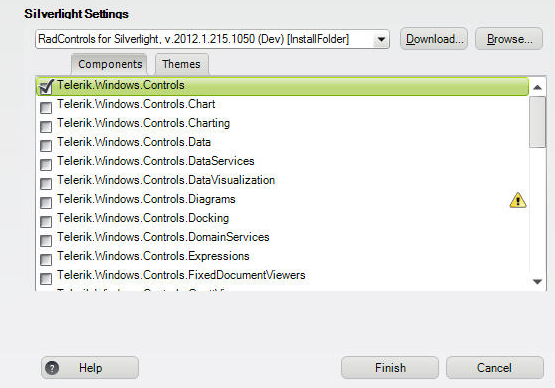 Silverlight Settings
RadControls for Silverlight, v.2012.1.215.1050 (Dev) [InstallFolder]
Download...
Browse...
Components
Themes
Telerik.Windows.Controls
Telerik.Windows.Controls.Chart
Telerik.Windows.Controls.Charting
Telerik.Windows.Controls.Data
Telerik.Windows.Controls.DataServices
Telerik.Windows.Controls.DataVisualization
Telerik.Windows.Controls.Diagrams
Telerik.Windows.Controls.Docking
Telerik.Windows.Controls.DomainServices
Telerik.Windows.Controls.Expressions
Telerik.Windows.Controls.FixedDocumentViewers
? Help
Finish
Cancel